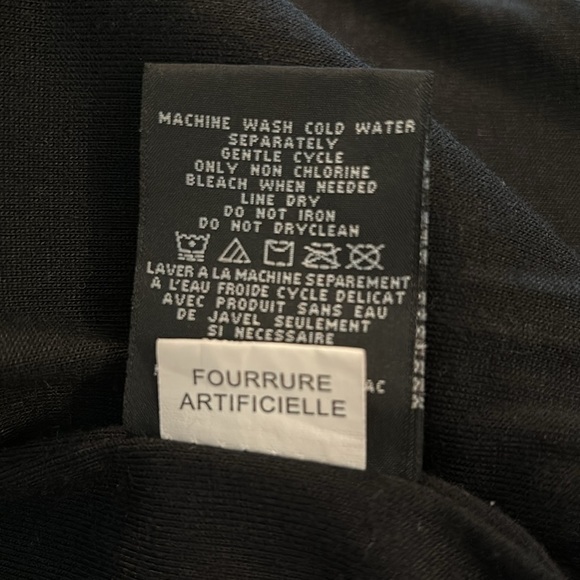 MACHINE WASH COLD WATER
SEPARATELY
GENTLE CYCLE
ONLY NON CHLORINE
BLEACH WHEN NEEDED
LINE DRY
DO NOT IRON
DO NOT DRYCLEAN
LAVER A LA MACHINE SEPAREMENT
À L'EAU FROIDE CYCLE DELICAT
AVEC PRODUIT SANS EAU
DE JAVEL SEULEMENT
SI NECESSAIRE
FOURRURE
ARTIFICIELLE